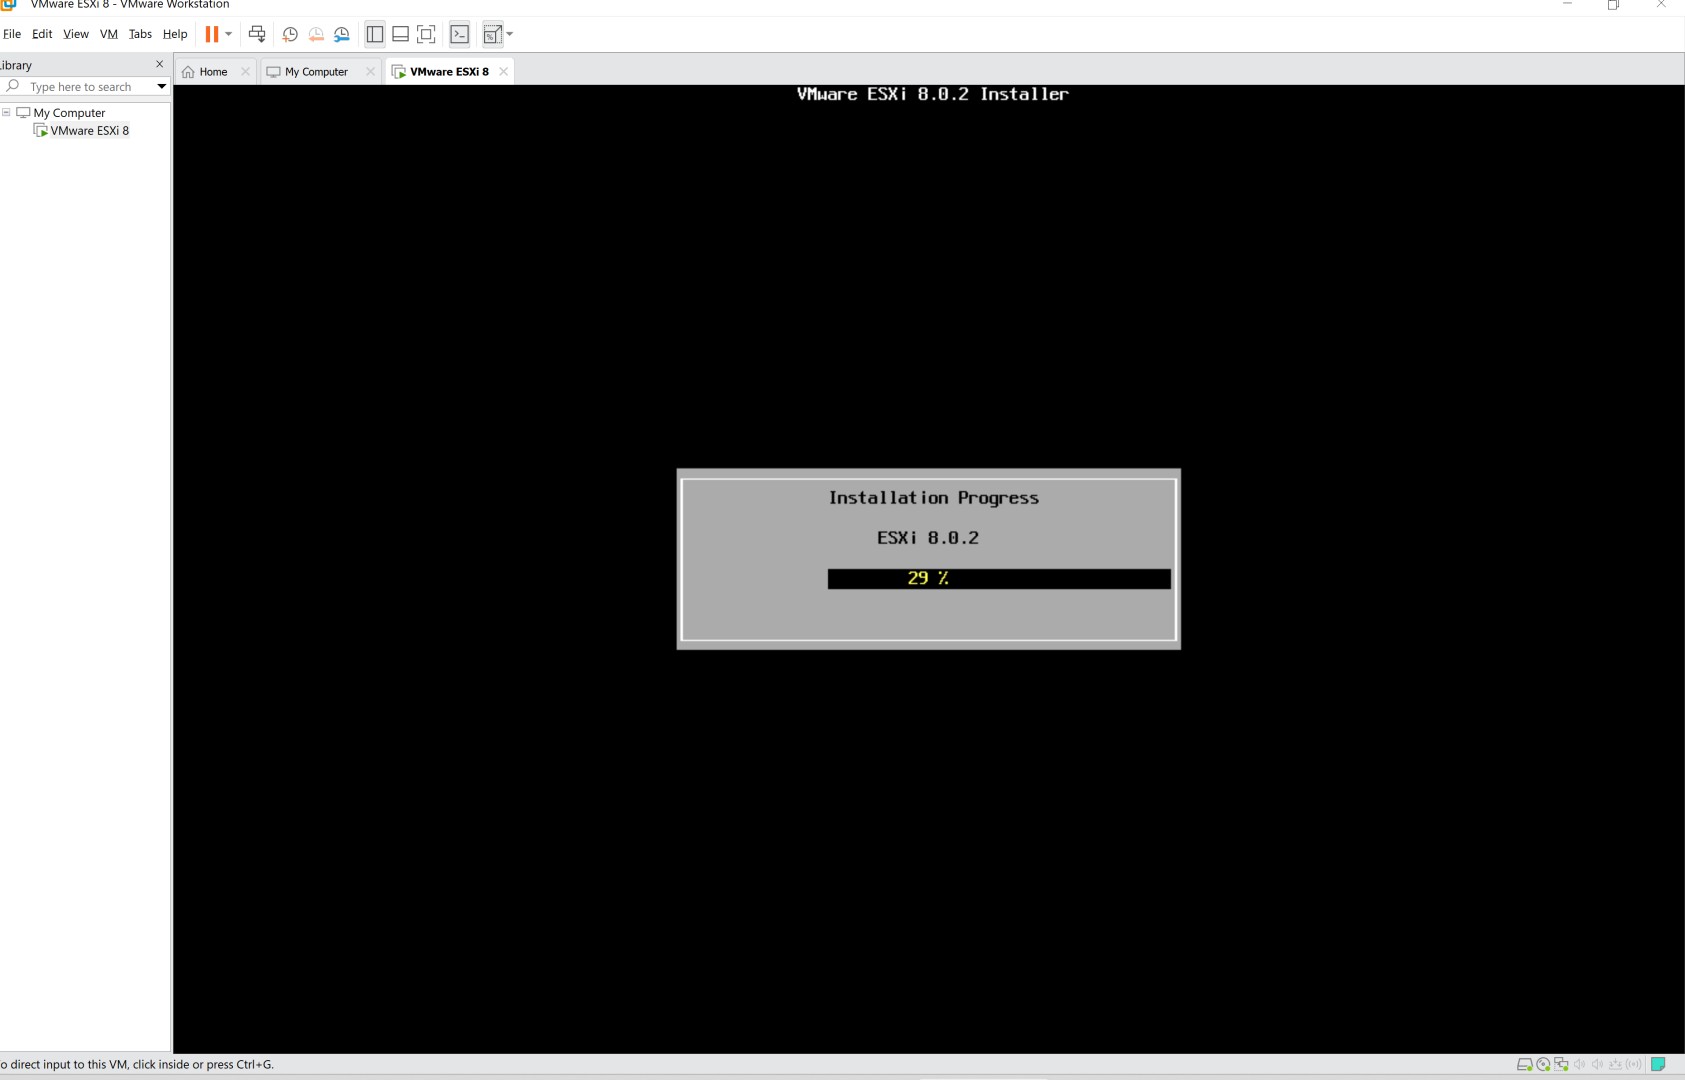 VMware ESXi 8 - VMware Workstation
File Edit View VM Tabs Help
ibrary
Home
My Computer
VMware ESXi 8
Type here to search
My Computer
VMware ESXi 8
VMware ESXi 8.0.2 Installer
Installation Progress
ESXi 8.0.2
29 %
o direct input to this VM, click inside or press Ctrl+G.